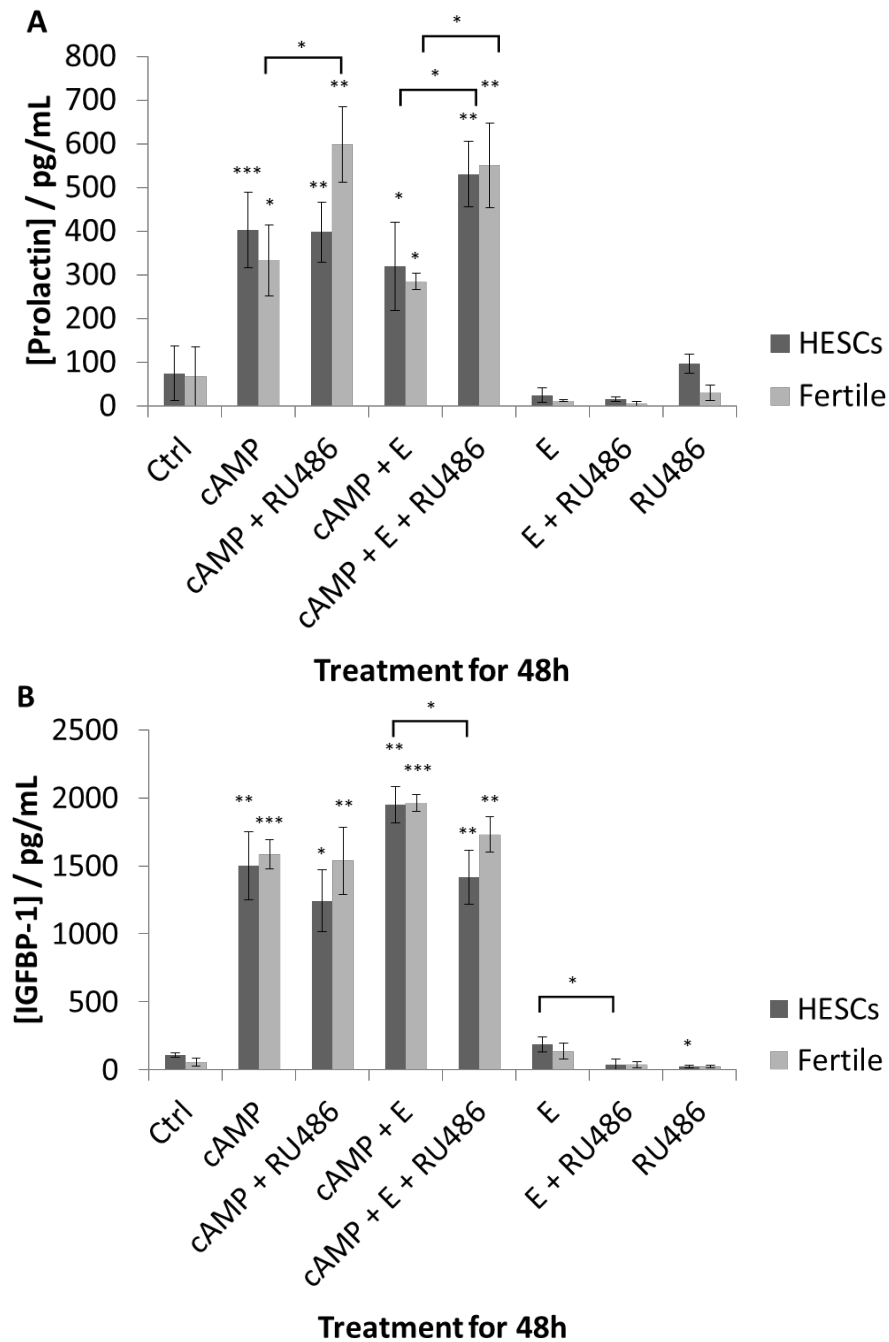 A
*
*
*
**
**
**
***
**
*
*
*
800
700
600
500
400
300
200
100
0
[Prolactin] / pg/mL
HESCs
Fertile
Ctrl
cAMP
cAMP + RU486
cAMP + E
cAMP + E + RU486
E
E + RU486
RU486
Treatment for 48h
B
*
**
***
**
***
**
*
**
**
*
*
2500
2000
1500
1000
500
0
[IGFBP-1] / pg/mL
HESCs
Fertile
Ctrl
cAMP
cAMP + RU486
cAMP + E
cAMP + E + RU486
E
E + RU486
RU486
Treatment for 48h